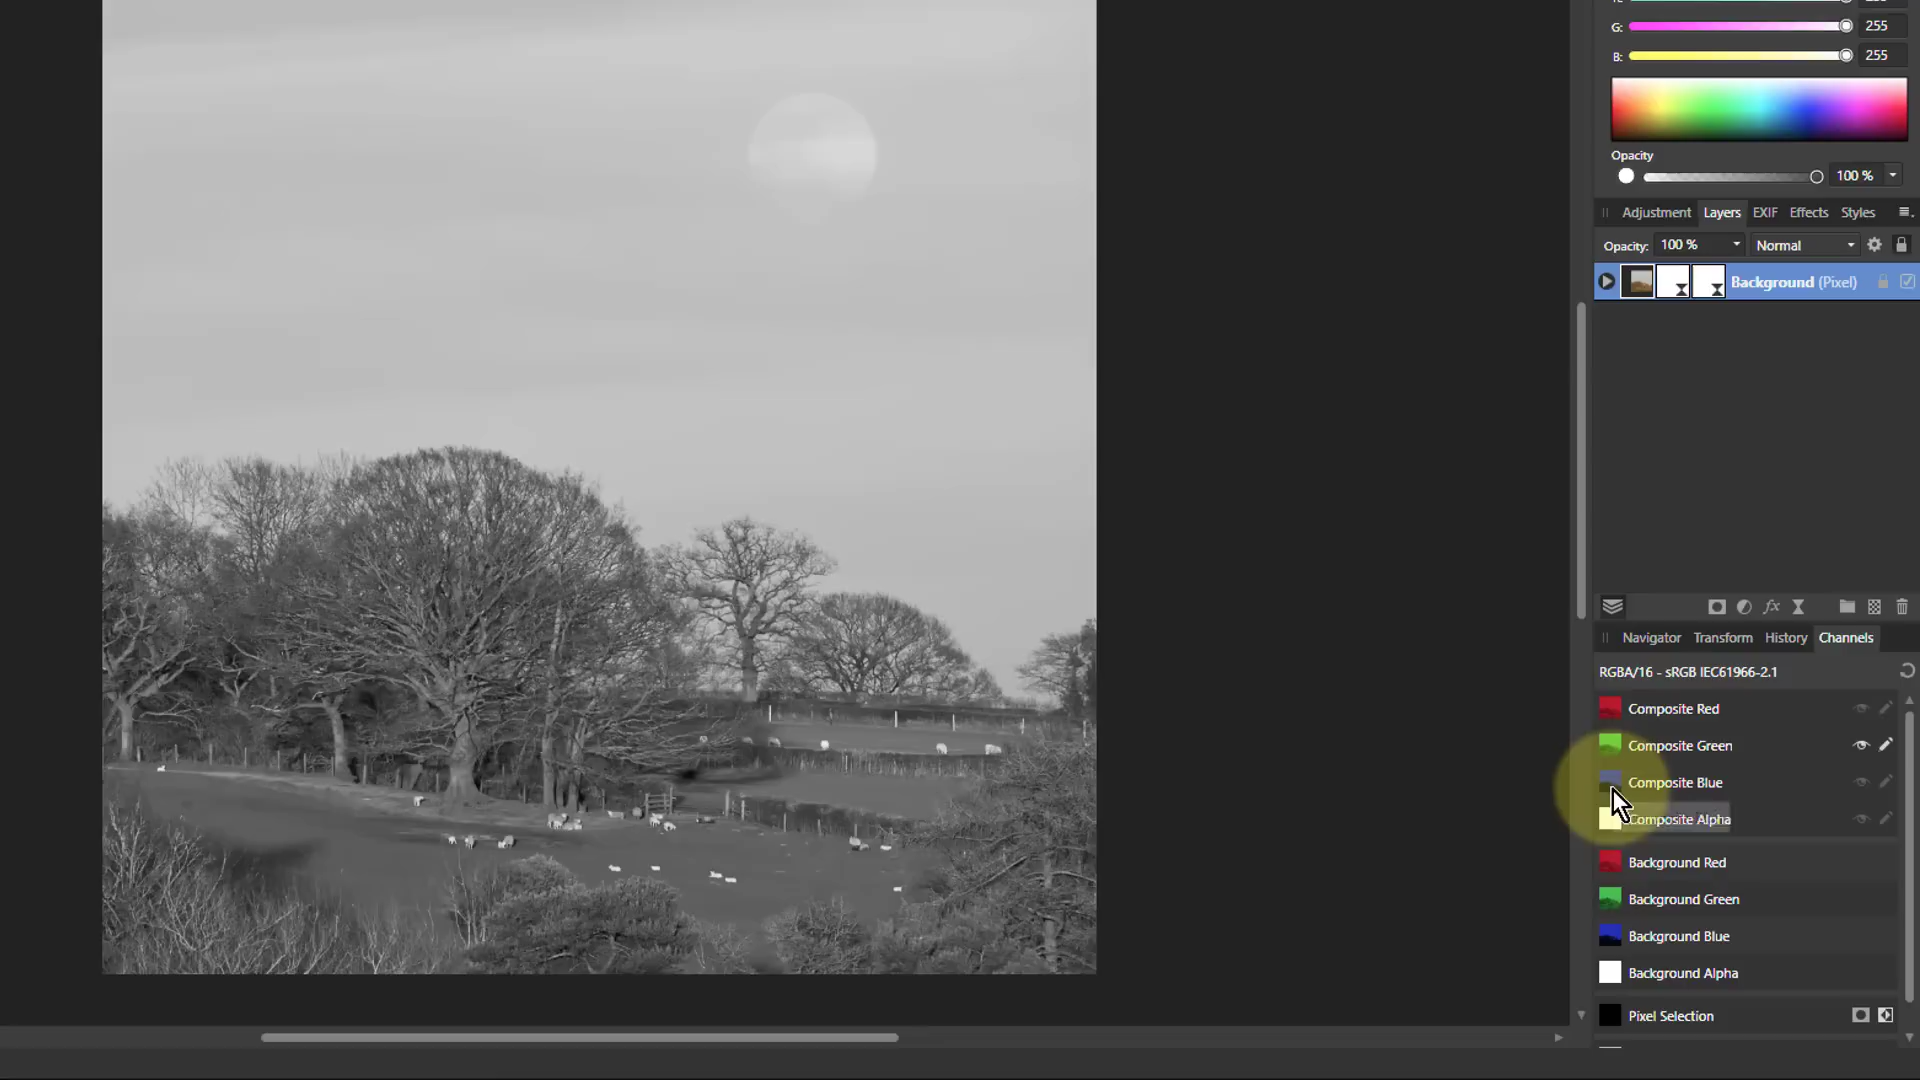 255
G: 255
B: 255
Opacity
100 %
Adjustment Layers EXIF Effects Styles
Opacity: 100 % Normal
Background (Pixel)
fx
Navigator Transform History Channels
RGBA/16 - sRGB IEC61966-2.1
Composite Red
Composite Green
Composite Blue
Composite Alpha
Background Red
Background Green
Background Blue
Background Alpha
Pixel Selection